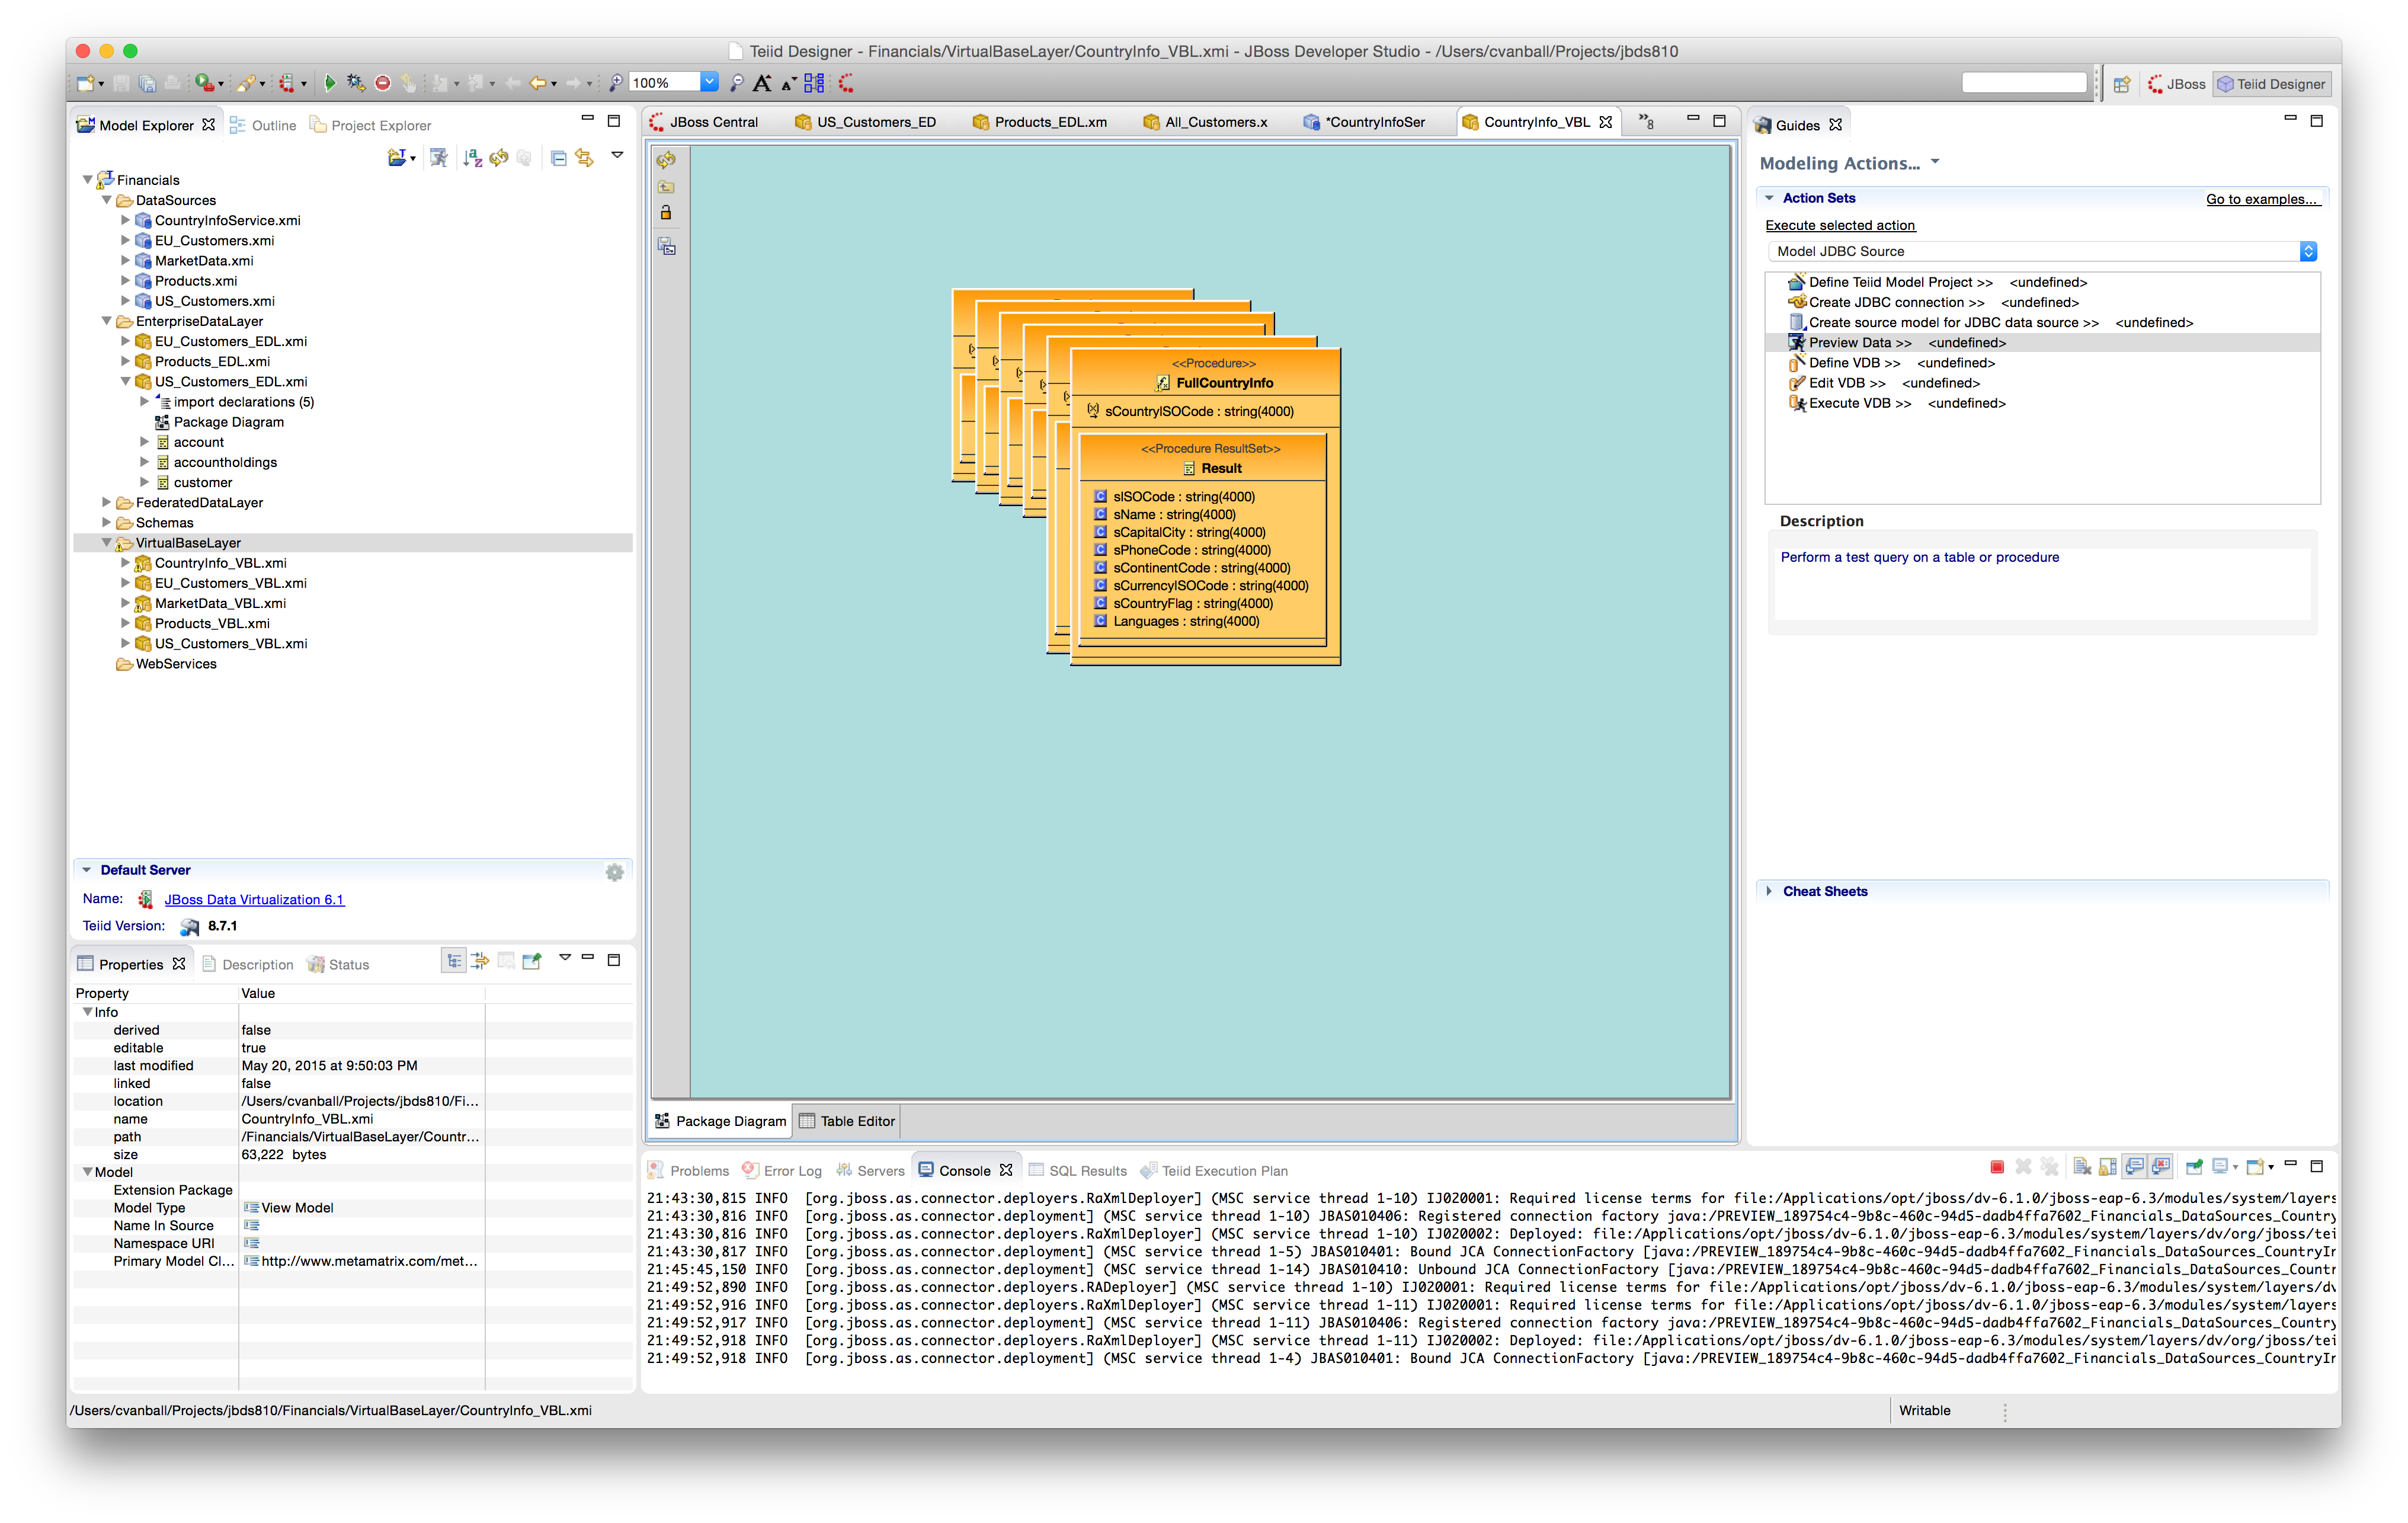 Teiid Designer - Financials/VirtualBaseLayer/CountryInfo_VBL.xmi - JBoss Developer Studio - /Users/cvanball/Projects/jbds810
100%
JBoss
Teiid Designer
Model Explorer
Outline
Project Explorer
Financials
DataSources
CountryInfoService.xmi
EU_Customers.xmi
MarketData.xmi
Products.xmi
US_Customers.xmi
EnterpriseDataLayer
EU_Customers_EDL.xmi
Products_EDL.xmi
US_Customers_EDL.xmi
import declarations (5)
Package Diagram
account
accountholdings
customer
FederatedDataLayer
Schemas
VirtualBaseLayer
CountryInfo_VBL.xmi
EU_Customers_VBL.xmi
MarketData_VBL.xmi
Products_VBL.xmi
US_Customers_VBL.xmi
WebServices
Default Server
Name: JBoss Data Virtualization 6.1
Teiid Version: 8.7.1
Properties
Description
Status
Property Value
Info
derived false
editable true
last modified May 20, 2015 at 9:50:03 PM
linked false
location /Users/cvanball/Projects/jbds810/Fi...
name CountryInfo_VBL.xmi
path /Financials/VirtualBaseLayer/Countr...
size 63,222 bytes
Model
Extension Package
Model Type View Model
Name In Source
Namespace URI
Primary Model Cl... http://www.metamatrix.com/met...
JBoss Central
US_Customers_ED
Products_EDL.xm
All_Customers.x
*CountryInfoSer
CountryInfo_VBL
»8
<<Procedure>>
FullCountryInfo
sCountryISOCode : string(4000)
<<Procedure ResultSet>>
Result
sISOCode : string(4000)
sName : string(4000)
sCapitalCity : string(4000)
sPhoneCode : string(4000)
sContinentCode : string(4000)
sCurrencyISOCode : string(4000)
sCountryFlag : string(4000)
Languages : string(4000)
Package Diagram
Table Editor
Guides
Modeling Actions...
Action Sets
Go to examples...
Execute selected action
Model JDBC Source
Define Teiid Model Project >> <undefined>
Create JDBC connection >> <undefined>
Create source model for JDBC data source >> <undefined>
Preview Data >> <undefined>
Define VDB >> <undefined>
Edit VDB >> <undefined>
Execute VDB >> <undefined>
Description
Perform a test query on a table or procedure
Cheat Sheets
Problems
Error Log
Servers
Console
SQL Results
Teiid Execution Plan
21:43:30,815 INFO [org.jboss.as.connector.deployers.RaXmlDeployer] (MSC service thread 1-10) IJ020001: Required license terms for file:/Applications/opt/jboss/dv-6.1.0/jboss-eap-6.3/modules/system/layers
21:43:30,816 INFO [org.jboss.as.connector.deployment] (MSC service thread 1-10) JBAS010406: Registered connection factory java:/PREVIEW_189754c4-9b8c-460c-94d5-dadb4ffa7602_Financials_DataSources_Country
21:43:30,816 INFO [org.jboss.as.connector.deployers.RaXmlDeployer] (MSC service thread 1-10) IJ020002: Deployed: file:/Applications/opt/jboss/dv-6.1.0/jboss-eap-6.3/modules/system/layers/dv/org/jboss/tei
21:43:30,817 INFO [org.jboss.as.connector.deployment] (MSC service thread 1-5) JBAS010401: Bound JCA ConnectionFactory [java:/PREVIEW_189754c4-9b8c-460c-94d5-dadb4ffa7602_Financials_DataSources_CountryIr
21:45:45,150 INFO [org.jboss.as.connector.deployment] (MSC service thread 1-14) JBAS010410: Unbound JCA ConnectionFactory [java:/PREVIEW_189754c4-9b8c-460c-94d5-dadb4ffa7602_Financials_DataSources_Countr
21:49:52,890 INFO [org.jboss.as.connector.deployers.RADeployer] (MSC service thread 1-10) IJ020001: Required license terms for file:/Applications/opt/jboss/dv-6.1.0/jboss-eap-6.3/modules/system/layers/dv
21:49:52,916 INFO [org.jboss.as.connector.deployers.RaXmlDeployer] (MSC service thread 1-11) IJ020001: Required license terms for file:/Applications/opt/jboss/dv-6.1.0/jboss-eap-6.3/modules/system/layers
21:49:52,917 INFO [org.jboss.as.connector.deployment] (MSC service thread 1-11) JBAS010406: Registered connection factory java:/PREVIEW_189754c4-9b8c-460c-94d5-dadb4ffa7602_Financials_DataSources_Country
21:49:52,918 INFO [org.jboss.as.connector.deployers.RaXmlDeployer] (MSC service thread 1-11) IJ020002: Deployed: file:/Applications/opt/jboss/dv-6.1.0/jboss-eap-6.3/modules/system/layers/dv/org/jboss/tei
21:49:52,918 INFO [org.jboss.as.connector.deployment] (MSC service thread 1-4) JBAS010401: Bound JCA ConnectionFactory [java:/PREVIEW_189754c4-9b8c-460c-94d5-dadb4ffa7602_Financials_DataSources_CountryIr
/Users/cvanball/Projects/jbds810/Financials/VirtualBaseLayer/CountryInfo_VBL.xmi
Writable